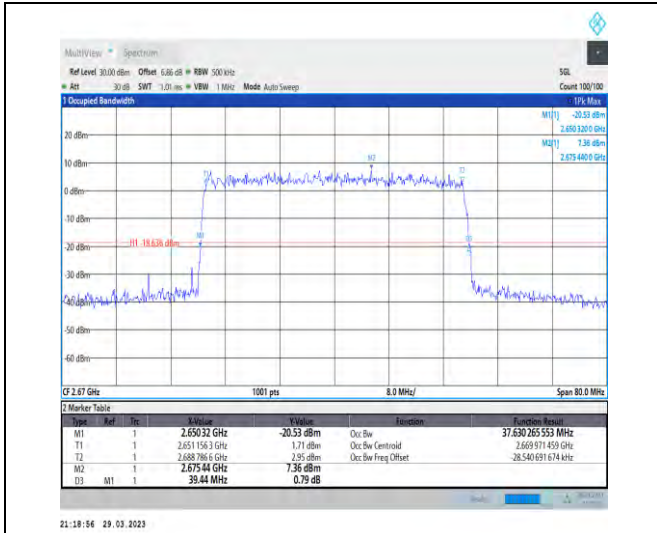 MultiView Spectrum
Ref Level 30.00 dBm Offset 6.86 dB RBW 500 kHz SGL
Att 30 dB SWT 1.01 ms VBW 1 MHz Mode Auto Sweep Count 100/100
1 Occupied Bandwidth 1Pk Max
M1[1] -20.53 dBm
2.650 320 0 GHz
M2[1] 7.36 dBm
2.675 440 0 GHz
20 dBm
10 dBm
M2
T1
T2
0 dBm
-10 dBm
M1
D3
H1 -18.636 dBm
-20 dBm
-30 dBm
-40 dBm
-50 dBm
-60 dBm
CF 2.67 GHz 1001 pts 8.0 MHz/ Span 80.0 MHz
2 Marker Table
Type Ref Trc X-Value Y-Value Function Function Result
M1 1 2.650 32 GHz -20.53 dBm Occ Bw 37.630 265 553 MHz
T1 1 2.651 156 3 GHz 1.71 dBm Occ Bw Centroid 2.669 971 459 GHz
T2 1 2.688 786 6 GHz 2.95 dBm Occ Bw Freq Offset -28.540 691 674 kHz
M2 1 2.675 44 GHz 7.36 dBm
D3 M1 1 39.44 MHz 0.79 dB
21:18:56 29.03.2023